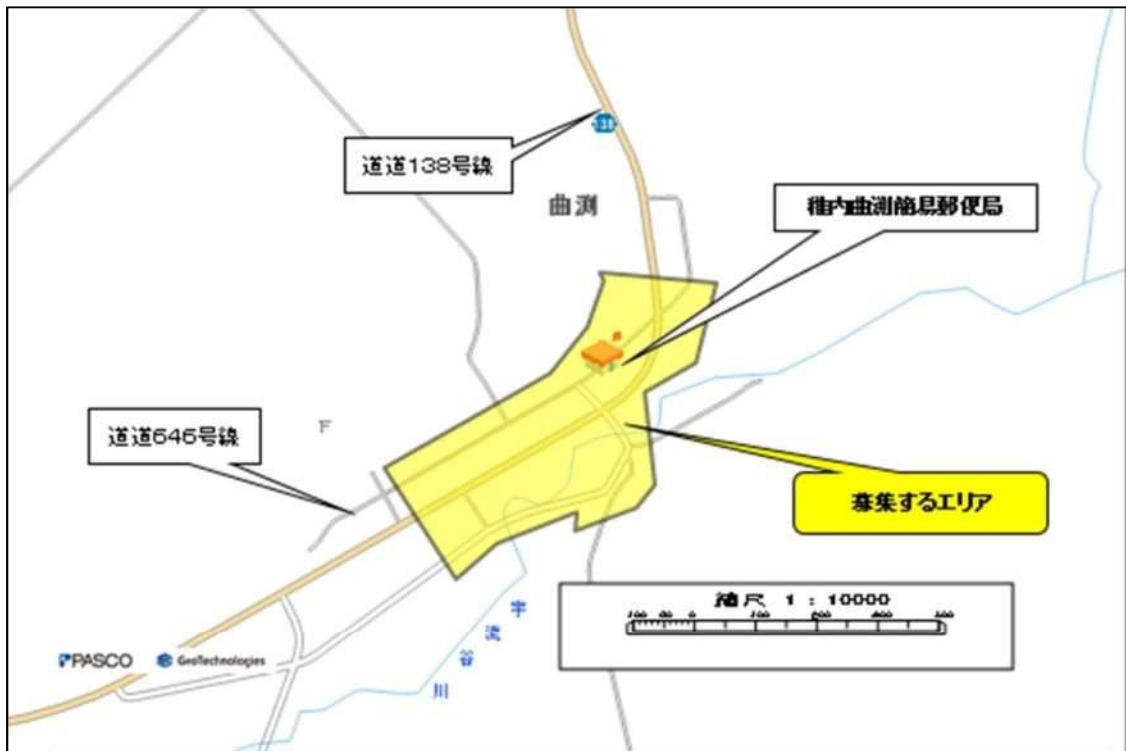 道道138号線
138
曲渕
稚内曲渕簡易郵便局
道道646号線
下
募集するエリア
縮尺 1 : 10000
宇流谷川
PASCO
GeoTechnologies